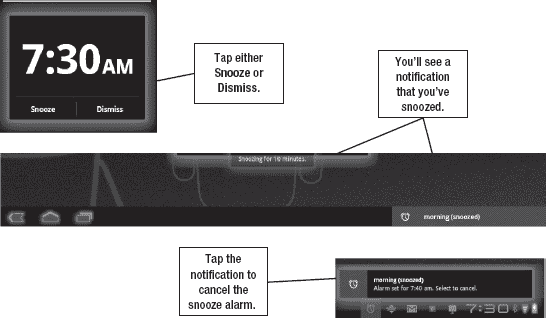 7:30AM
Snooze Dismiss
Tap either
Snooze or
Dismiss.
You'll see a
notification
that you've
snoozed.
Snoozing for 10 minutes.
morning (snoozed)
Tap the
notification to
cancel the
snooze alarm.
morning (snoozed)
Alarm set for 7:40 am. Select to cancel.
7:30